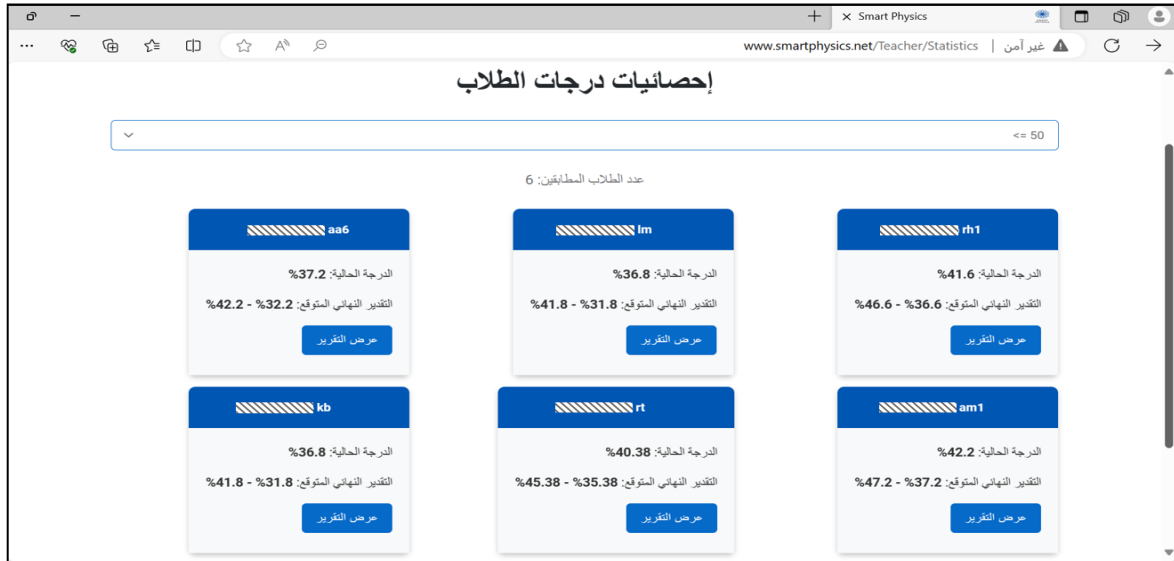 Smart Physics
www.smartphysics.net/Teacher/Statistics | غير آمن
إحصائيات درجات الطلاب
<= 50
عدد الطلاب المطابقين: 6
rh1
الدرجة الحالية: 41.6%
التقدير النهائي المتوقع: 36.6% - 46.6%
عرض التقرير
lm
الدرجة الحالية: 36.8%
التقدير النهائي المتوقع: 31.8% - 41.8%
عرض التقرير
aa6
الدرجة الحالية: 37.2%
التقدير النهائي المتوقع: 32.2% - 42.2%
عرض التقرير
am1
الدرجة الحالية: 42.2%
التقدير النهائي المتوقع: 37.2% - 47.2%
عرض التقرير
rt
الدرجة الحالية: 40.38%
التقدير النهائي المتوقع: 35.38% - 45.38%
عرض التقرير
kb
الدرجة الحالية: 36.8%
التقدير النهائي المتوقع: 31.8% - 41.8%
عرض التقرير